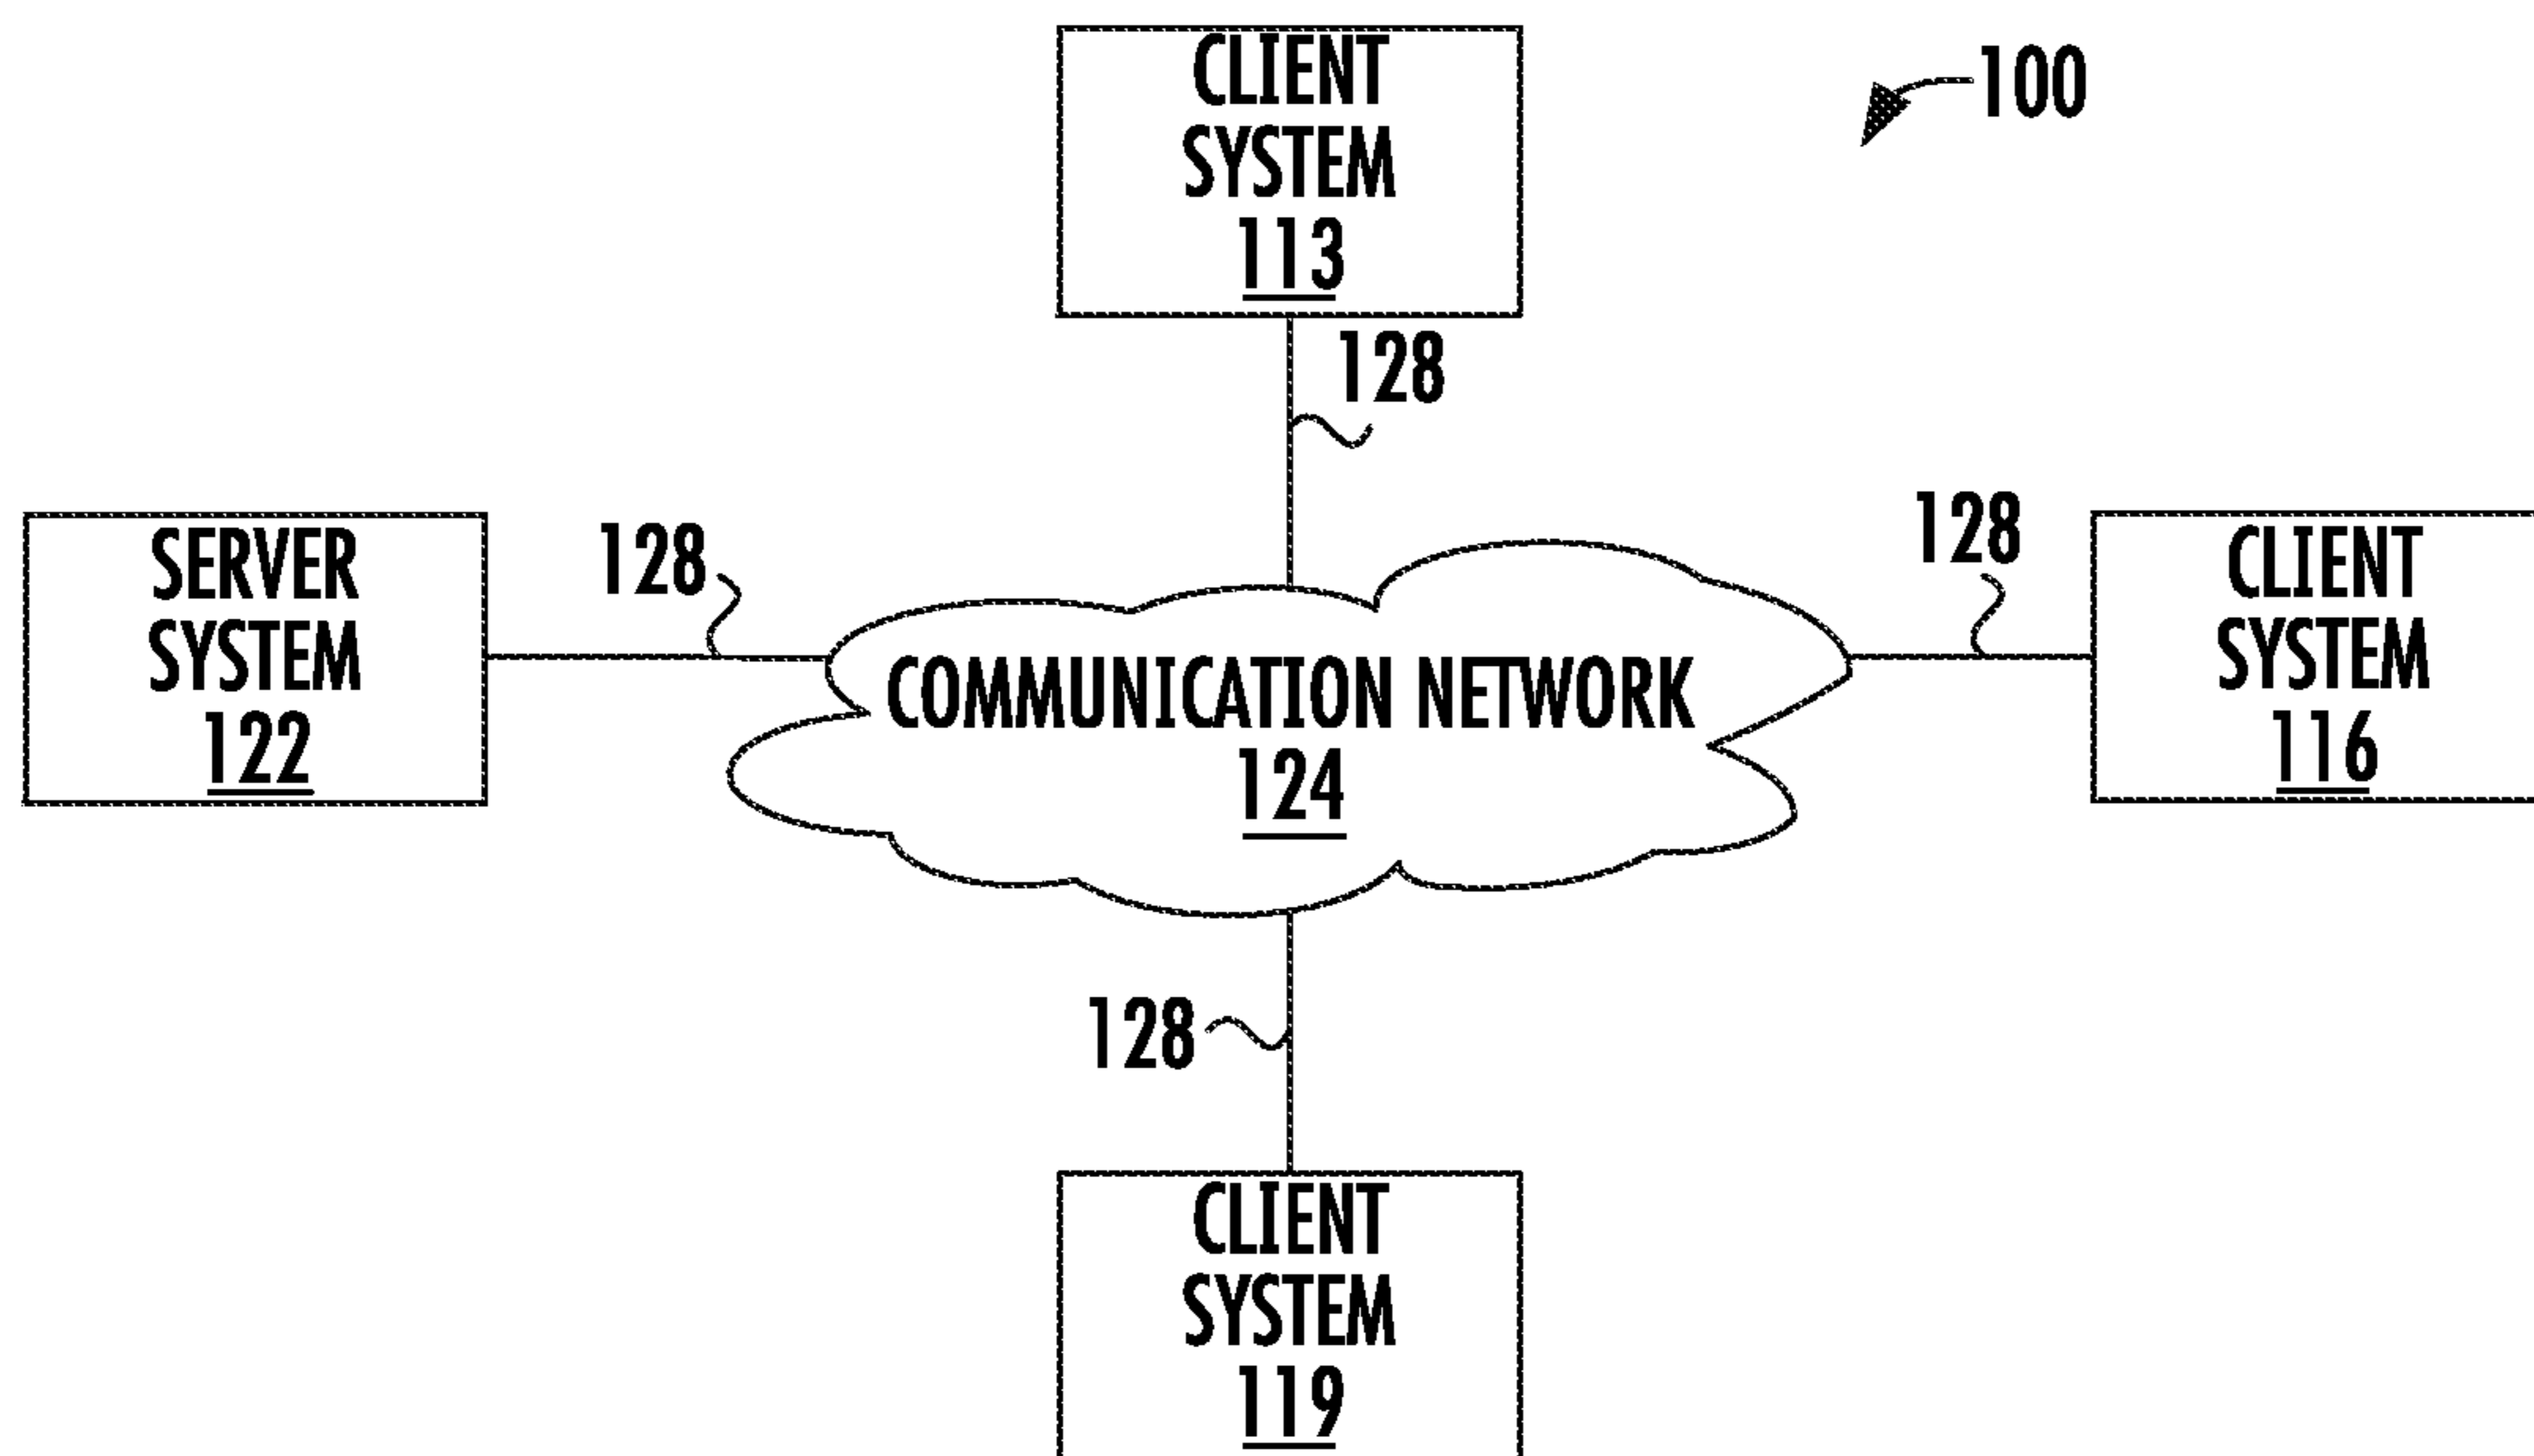 CLIENT
SYSTEM
113
100
128
SERVER
SYSTEM
122
128
COMMUNICATION NETWORK
124
128
CLIENT
SYSTEM
116
128
CLIENT
SYSTEM
119